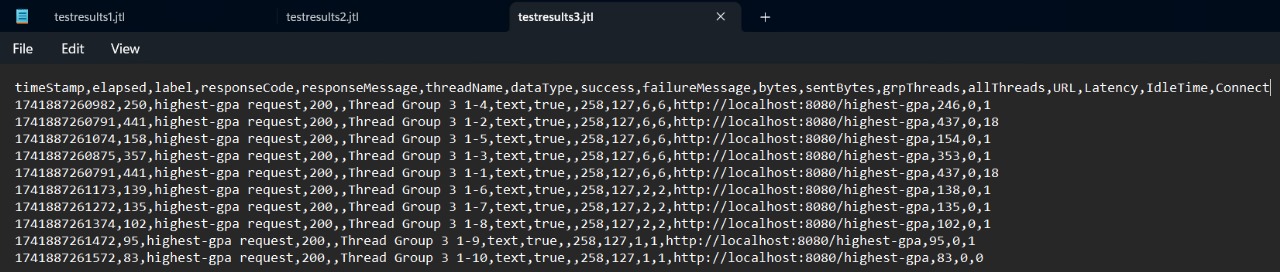 testresults1.jtl testresults2.jtl testresults3.jtl
File Edit View
timeStamp,elapsed,label,responseCode,responseMessage,threadName,dataType,success,failureMessage,bytes,sentBytes,grpThreads,allThreads,URL,Latency,IdleTime,Connect
1741887260982,250,highest-gpa request,200,,Thread Group 3 1-4,text,true,,258,127,6,6,http://localhost:8080/highest-gpa,246,0,1
1741887260791,441,highest-gpa request,200,,Thread Group 3 1-2,text,true,,258,127,6,6,http://localhost:8080/highest-gpa,437,0,18
1741887261074,158,highest-gpa request,200,,Thread Group 3 1-5,text,true,,258,127,6,6,http://localhost:8080/highest-gpa,154,0,1
1741887260875,357,highest-gpa request,200,,Thread Group 3 1-3,text,true,,258,127,6,6,http://localhost:8080/highest-gpa,353,0,1
1741887260791,441,highest-gpa request,200,,Thread Group 3 1-1,text,true,,258,127,6,6,http://localhost:8080/highest-gpa,437,0,18
1741887261173,139,highest-gpa request,200,,Thread Group 3 1-6,text,true,,258,127,2,2,http://localhost:8080/highest-gpa,138,0,1
1741887261272,135,highest-gpa request,200,,Thread Group 3 1-7,text,true,,258,127,2,2,http://localhost:8080/highest-gpa,135,0,1
1741887261374,102,highest-gpa request,200,,Thread Group 3 1-8,text,true,,258,127,2,2,http://localhost:8080/highest-gpa,102,0,1
1741887261472,95,highest-gpa request,200,,Thread Group 3 1-9,text,true,,258,127,1,1,http://localhost:8080/highest-gpa,95,0,1
1741887261572,83,highest-gpa request,200,,Thread Group 3 1-10,text,true,,258,127,1,1,http://localhost:8080/highest-gpa,83,0,0